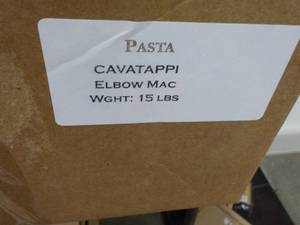 PASTA
CAVATAPPI
ELBOW MAC
WGHT: 15 LBS